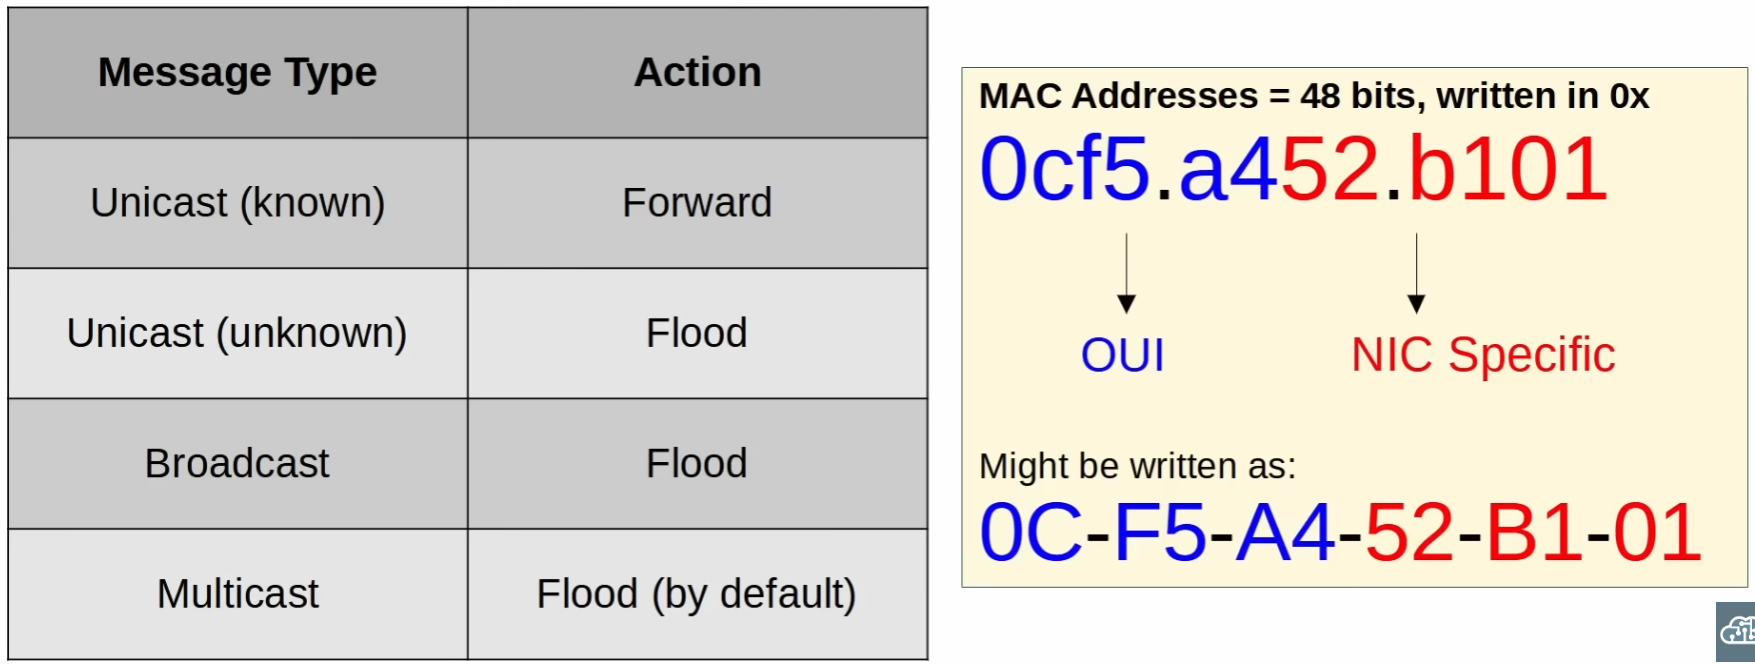 Message Type Action
Unicast (known) Forward
Unicast (unknown) Flood
Broadcast Flood
Multicast Flood (by default)
MAC Addresses = 48 bits, written in 0x
0cf5.a452.b101
OUI NIC Specific
Might be written as:
0C-F5-A4-52-B1-01